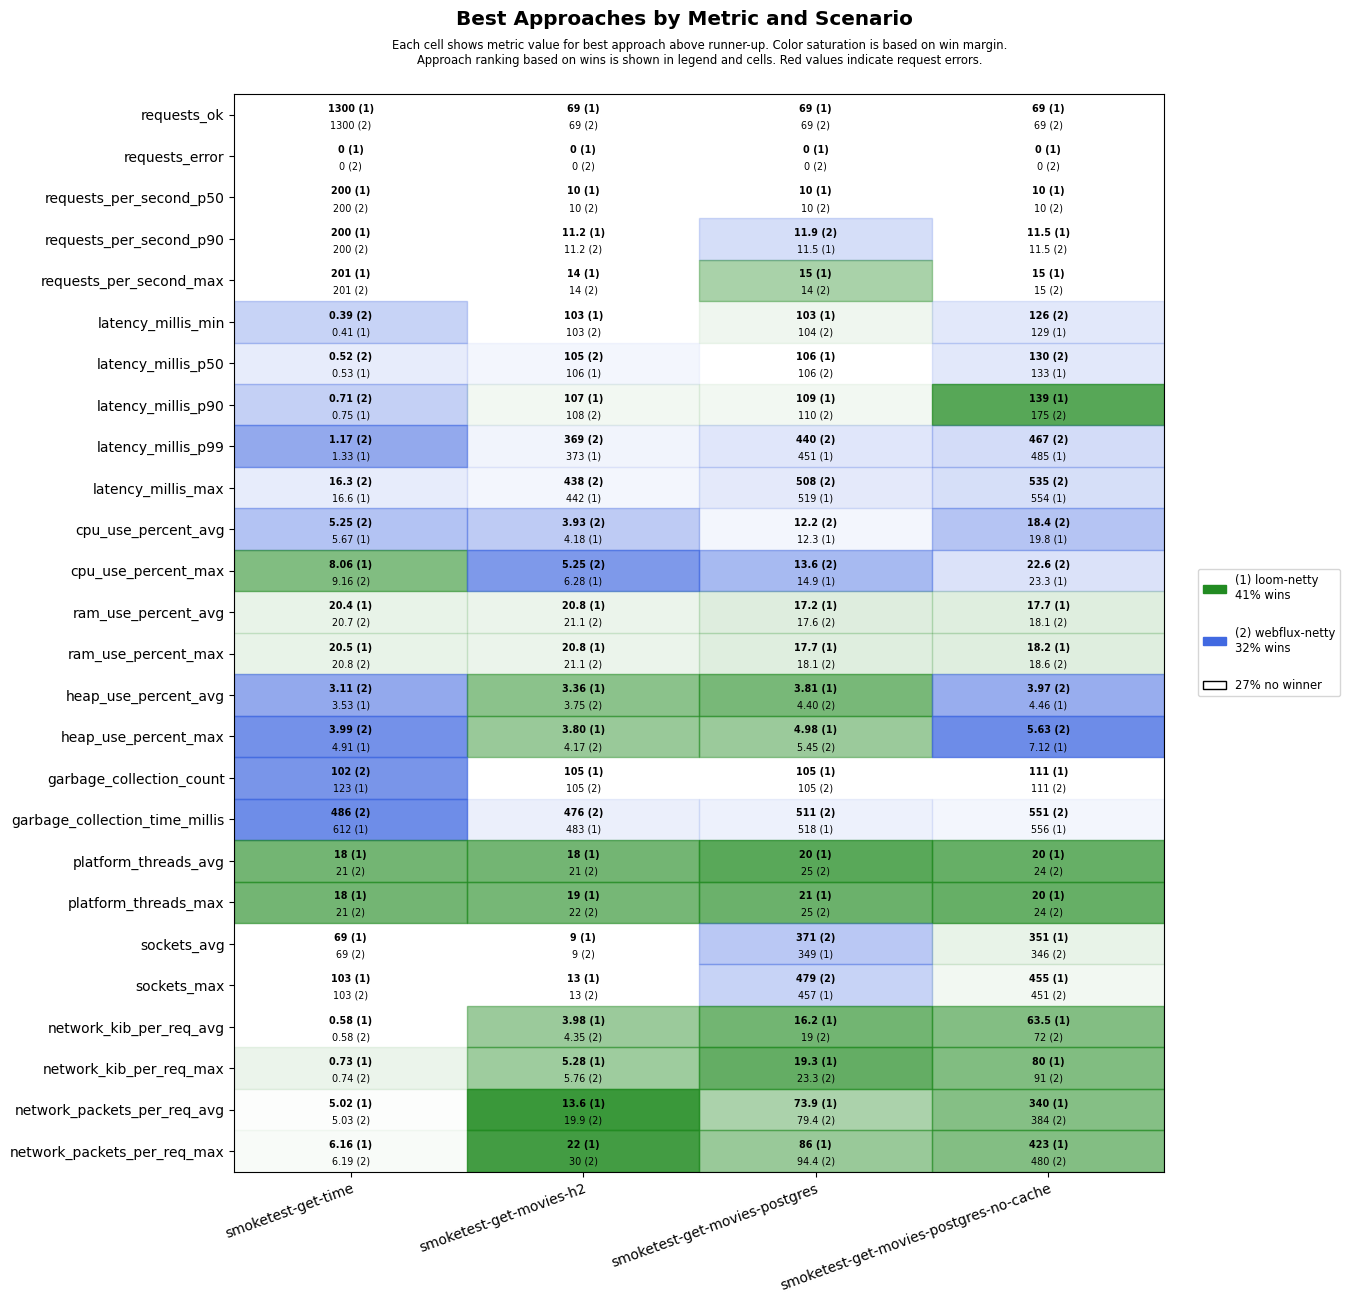 Best Approaches by Metric and Scenario
Each cell shows metric value for best approach above runner-up. Color saturation is based on win margin.
Approach ranking based on wins is shown in legend and cells. Red values indicate request errors.
requests_ok
1300 (1) 69 (1) 69 (1) 69 (1)
1300 (2) 69 (2) 69 (2) 69 (2)
requests_error
0 (1) 0 (1) 0 (1) 0 (1)
0 (2) 0 (2) 0 (2) 0 (2)
requests_per_second_p50
200 (1) 10 (1) 10 (1) 10 (1)
200 (2) 10 (2) 10 (2) 10 (2)
requests_per_second_p90
200 (1) 11.2 (1) 11.9 (2) 11.5 (1)
200 (2) 11.2 (2) 11.5 (1) 11.5 (2)
requests_per_second_max
201 (1) 14 (1) 15 (1) 15 (1)
201 (2) 14 (2) 14 (2) 15 (2)
latency_millis_min
0.39 (2) 103 (1) 103 (1) 126 (2)
0.41 (1) 103 (2) 104 (2) 129 (1)
latency_millis_p50
0.52 (2) 105 (2) 106 (1) 130 (2)
0.53 (1) 106 (1) 106 (2) 133 (1)
latency_millis_p90
0.71 (2) 107 (1) 109 (1) 139 (1)
0.75 (1) 108 (2) 110 (2) 175 (2)
latency_millis_p99
1.17 (2) 369 (2) 440 (2) 467 (2)
1.33 (1) 373 (1) 451 (1) 485 (1)
latency_millis_max
16.3 (2) 438 (2) 508 (2) 535 (2)
16.6 (1) 442 (1) 519 (1) 554 (1)
cpu_use_percent_avg
5.25 (2) 3.93 (2) 12.2 (2) 18.4 (2)
5.67 (1) 4.18 (1) 12.3 (1) 19.8 (1)
cpu_use_percent_max
8.06 (1) 5.25 (2) 13.6 (2) 22.6 (2)
9.16 (2) 6.28 (1) 14.9 (1) 23.3 (1)
ram_use_percent_avg
20.4 (1) 20.8 (1) 17.2 (1) 17.7 (1)
20.7 (2) 21.1 (2) 17.6 (2) 18.1 (2)
ram_use_percent_max
20.5 (1) 20.8 (1) 17.7 (1) 18.2 (1)
20.8 (2) 21.1 (2) 18.1 (2) 18.6 (2)
heap_use_percent_avg
3.11 (2) 3.36 (1) 3.81 (1) 3.97 (2)
3.53 (1) 3.75 (2) 4.40 (2) 4.46 (1)
heap_use_percent_max
3.99 (2) 3.80 (1) 4.98 (1) 5.63 (2)
4.91 (1) 4.17 (2) 5.45 (2) 7.12 (1)
garbage_collection_count
102 (2) 105 (1) 105 (1) 111 (1)
123 (1) 105 (2) 105 (2) 111 (2)
garbage_collection_time_millis
486 (2) 476 (2) 511 (2) 551 (2)
612 (1) 483 (1) 518 (1) 556 (1)
platform_threads_avg
18 (1) 18 (1) 20 (1) 20 (1)
21 (2) 21 (2) 25 (2) 24 (2)
platform_threads_max
18 (1) 19 (1) 21 (1) 20 (1)
21 (2) 22 (2) 25 (2) 24 (2)
sockets_avg
69 (1) 9 (1) 371 (2) 351 (1)
69 (2) 9 (2) 349 (1) 346 (2)
sockets_max
103 (1) 13 (1) 479 (2) 455 (1)
103 (2) 13 (2) 457 (1) 451 (2)
network_kib_per_req_avg
0.58 (1) 3.98 (1) 16.2 (1) 63.5 (1)
0.58 (2) 4.35 (2) 19 (2) 72 (2)
network_kib_per_req_max
0.73 (1) 5.28 (1) 19.3 (1) 80 (1)
0.74 (2) 5.76 (2) 23.3 (2) 91 (2)
network_packets_per_req_avg
5.02 (1) 13.6 (1) 73.9 (1) 340 (1)
5.03 (2) 19.9 (2) 79.4 (2) 384 (2)
network_packets_per_req_max
6.16 (1) 22 (1) 86 (1) 423 (1)
6.19 (2) 30 (2) 94.4 (2) 480 (2)
smoketest-get-time
smoketest-get-movies-h2
smoketest-get-movies-postgres
smoketest-get-movies-postgres-no-cache
(1) loom-netty
41% wins
(2) webflux-netty
32% wins
27% no winner